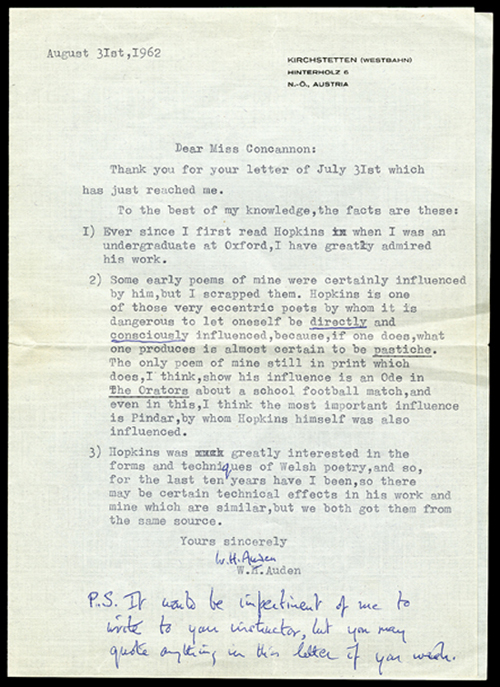 August 3Ist,1962
KIRCHSTETTEN (WESTBAHN)
HINTERHOLZ 6
N.-Ö., AUSTRIA
Dear Miss Concannon:
Thank you for your letter of July 3Ist which
has just reached me.
To the best of my knowledge,the facts are these:
I) Ever since I first read Hopkins when I was an
undergraduate at Oxford,I have greatly admired
his work.
2) Some early poems of mine were certainly influenced
by him,but I scrapped them. Hopkins is one
of those very eccentric poets by whom it is
dangerous to let oneself be directly and
consciously influenced,because,if one does,what
one produces is almost certain to be pastiche.
The only poem of mine still in print which
does,I think,show his influence is an Ode in
The Orators about a school football match,and
even in this,I think the most important influence
is Pindar,by whom Hopkins himself was also
influenced.
3) Hopkins was greatly interested in the
forms and techniques of Welsh poetry,and so,
for the last ten years have I been,so there
may be certain technical effects in his work and
mine which are similar,but we both got them from
the same source.
Yours sincerely
W.H.Auden
W.H.Auden
P.S. It would be impertinent of me to
write to your instructor, but you may
quote anything in this letter if you wish.